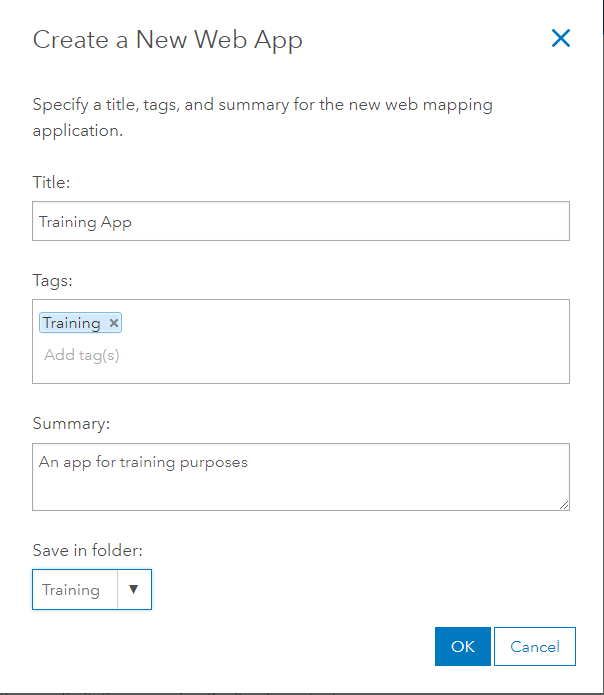 Create a New Web App
Specify a title, tags, and summary for the new web mapping
application.
Title:
Training App
Tags:
Training ×
Add tag(s)
Summary:
An app for training purposes
Save in folder:
Training
OK Cancel